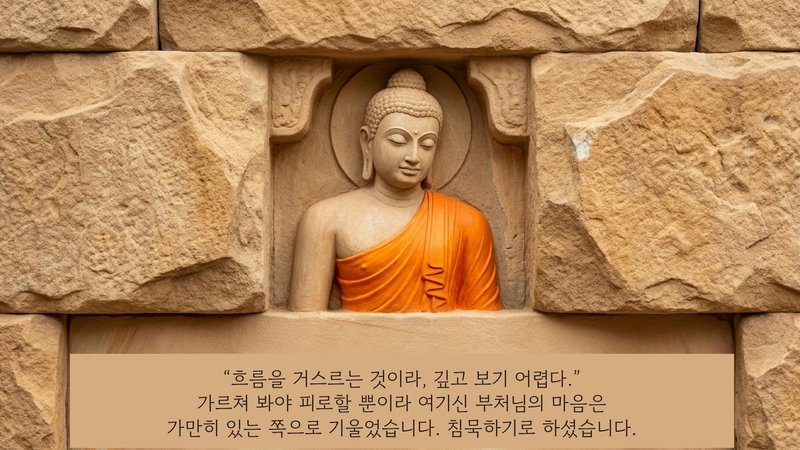 “흐름을 거스르는 것이라, 깊고 보기 어렵다.”
가르쳐 봐야 피로할 뿐이라 여기신 부처님의 마음은
가만히 있는 쪽으로 기울었습니다. 침묵하기로 하셨습니다.